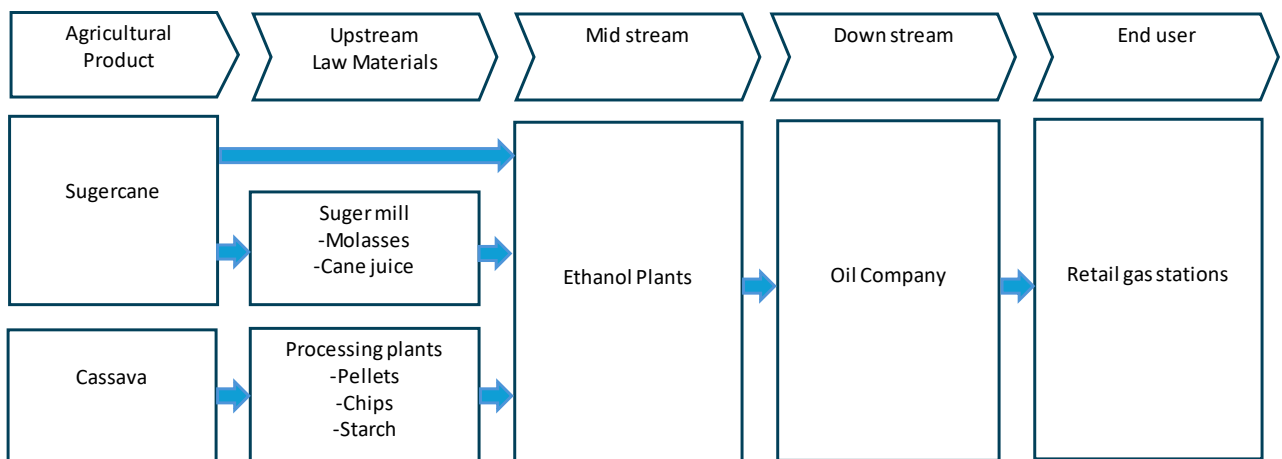 Agricultural
Product
Upstream
Law Materials
Mid stream
Down stream
End user
Sugercane
Suger mill
-Molasses
-Cane juice
Cassava
Processing plants
-Pellets
-Chips
-Starch
Ethanol Plants
Oil Company
Retail gas stations